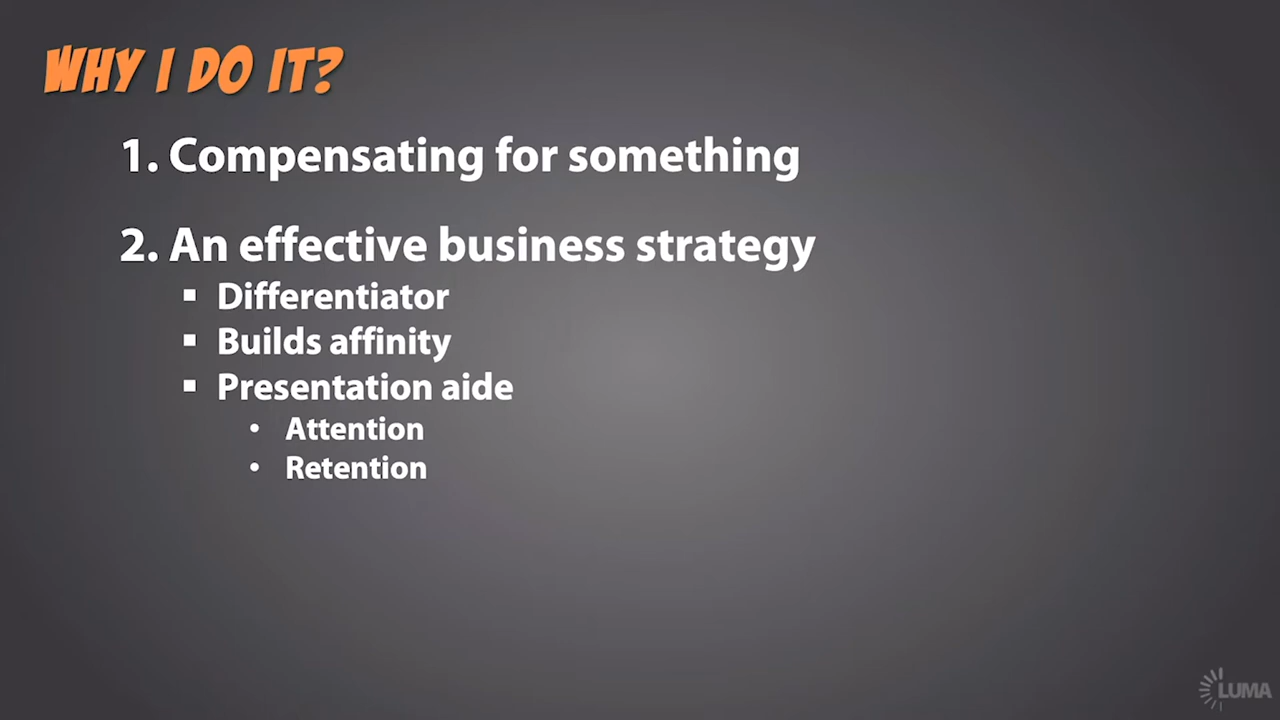 WHY I DO IT?
1. Compensating for something
2. An effective business strategy
▪ Differentiator
▪ Builds affinity
▪ Presentation aide
• Attention
• Retention
LUMA